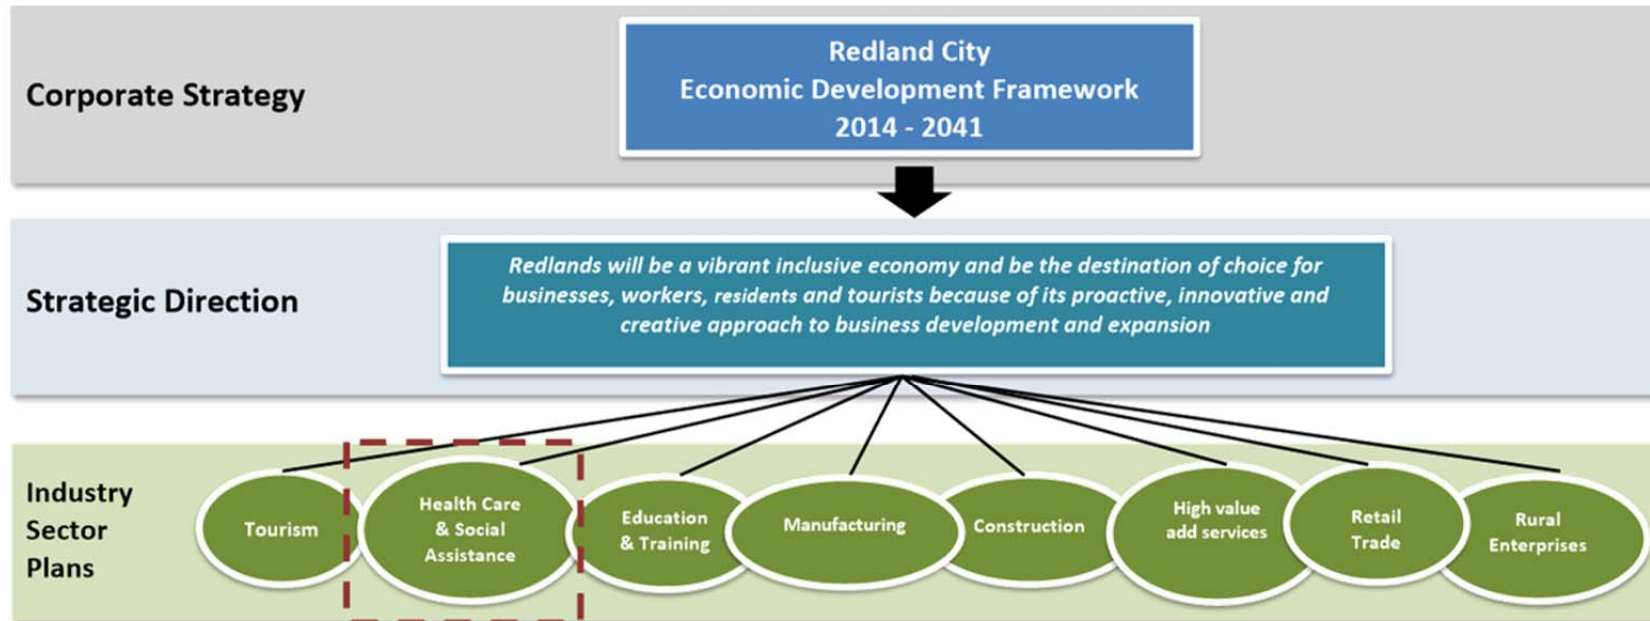 Corporate Strategy
Redland City
Economic Development Framework
2014 - 2041
Strategic Direction
Redlands will be a vibrant inclusive economy and be the destination of choice for
businesses, workers, residents and tourists because of its proactive, innovative and
creative approach to business development and expansion
Industry
Sector
Plans
Tourism
Health Care
& Social
Assistance
Education
& Training
Manufacturing
Construction
High value
add services
Retail
Trade
Rural
Enterprises